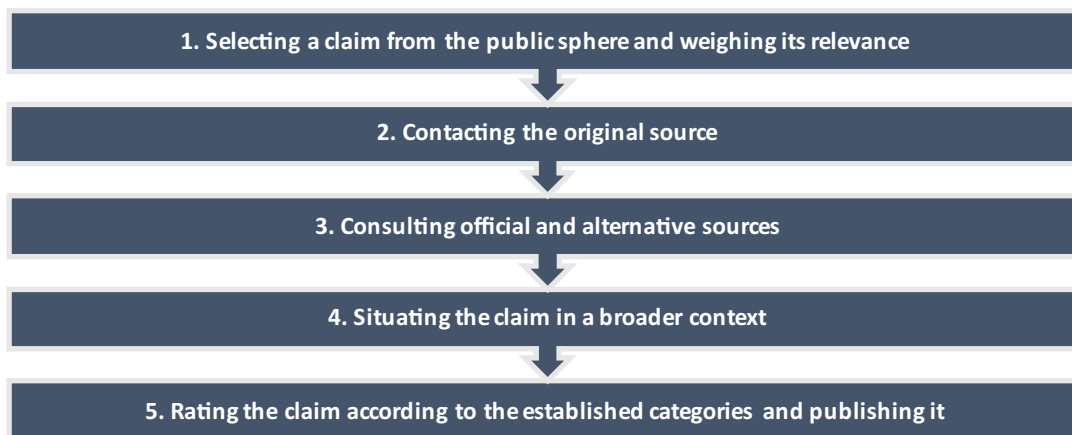 1. Selecting a claim from the public sphere and weighing its relevance
2. Contacting the original source
3. Consulting official and alternative sources
4. Situating the claim in a broader context
5. Rating the claim according to the established categories and publishing it